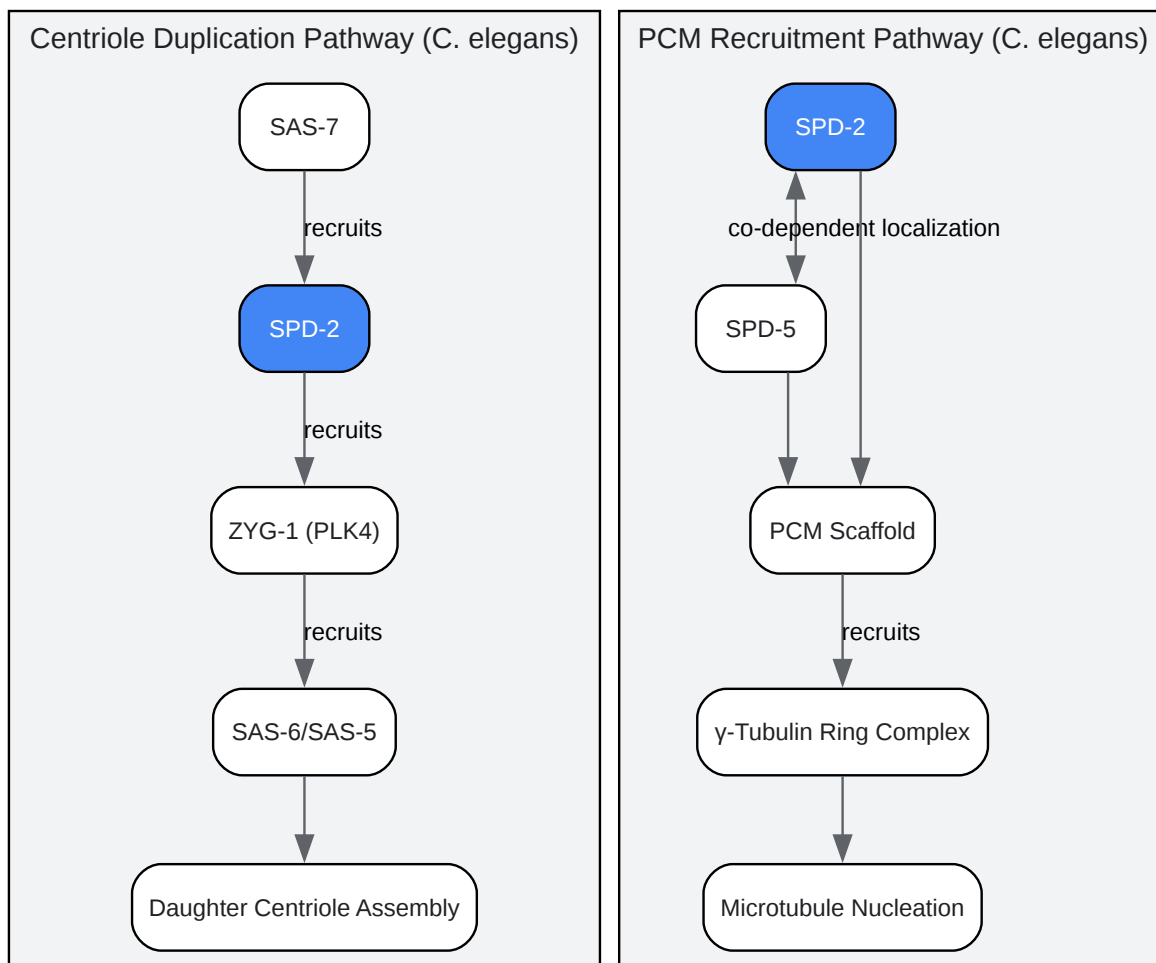 Centriole Duplication Pathway (C. elegans)
SAS-7
recruits
SPD-2
recruits
ZYG-1 (PLK4)
recruits
SAS-6/SAS-5
Daughter Centriole Assembly
PCM Recruitment Pathway (C. elegans)
SPD-2
co-dependent localization
SPD-5
PCM Scaffold
recruits
γ-Tubulin Ring Complex
Microtubule Nucleation